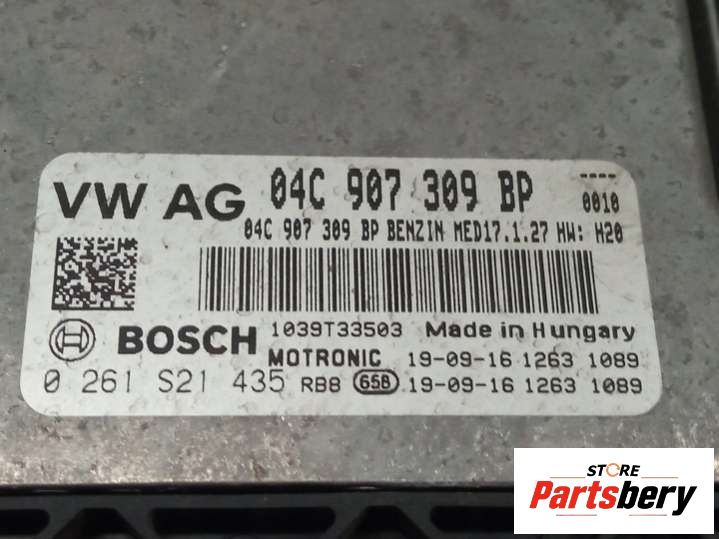 VW AG 04C 907 309 BP ----
0010
04C 907 309 BP BENZIN MED17.1.27 HW: H20
BOSCH 1039T33503 Made in Hungary
MOTRONIC 19-09-16 1263 1089
0 261 S21 435 RB8 658 19-09-16 1263 1089
STORE
Partsbery